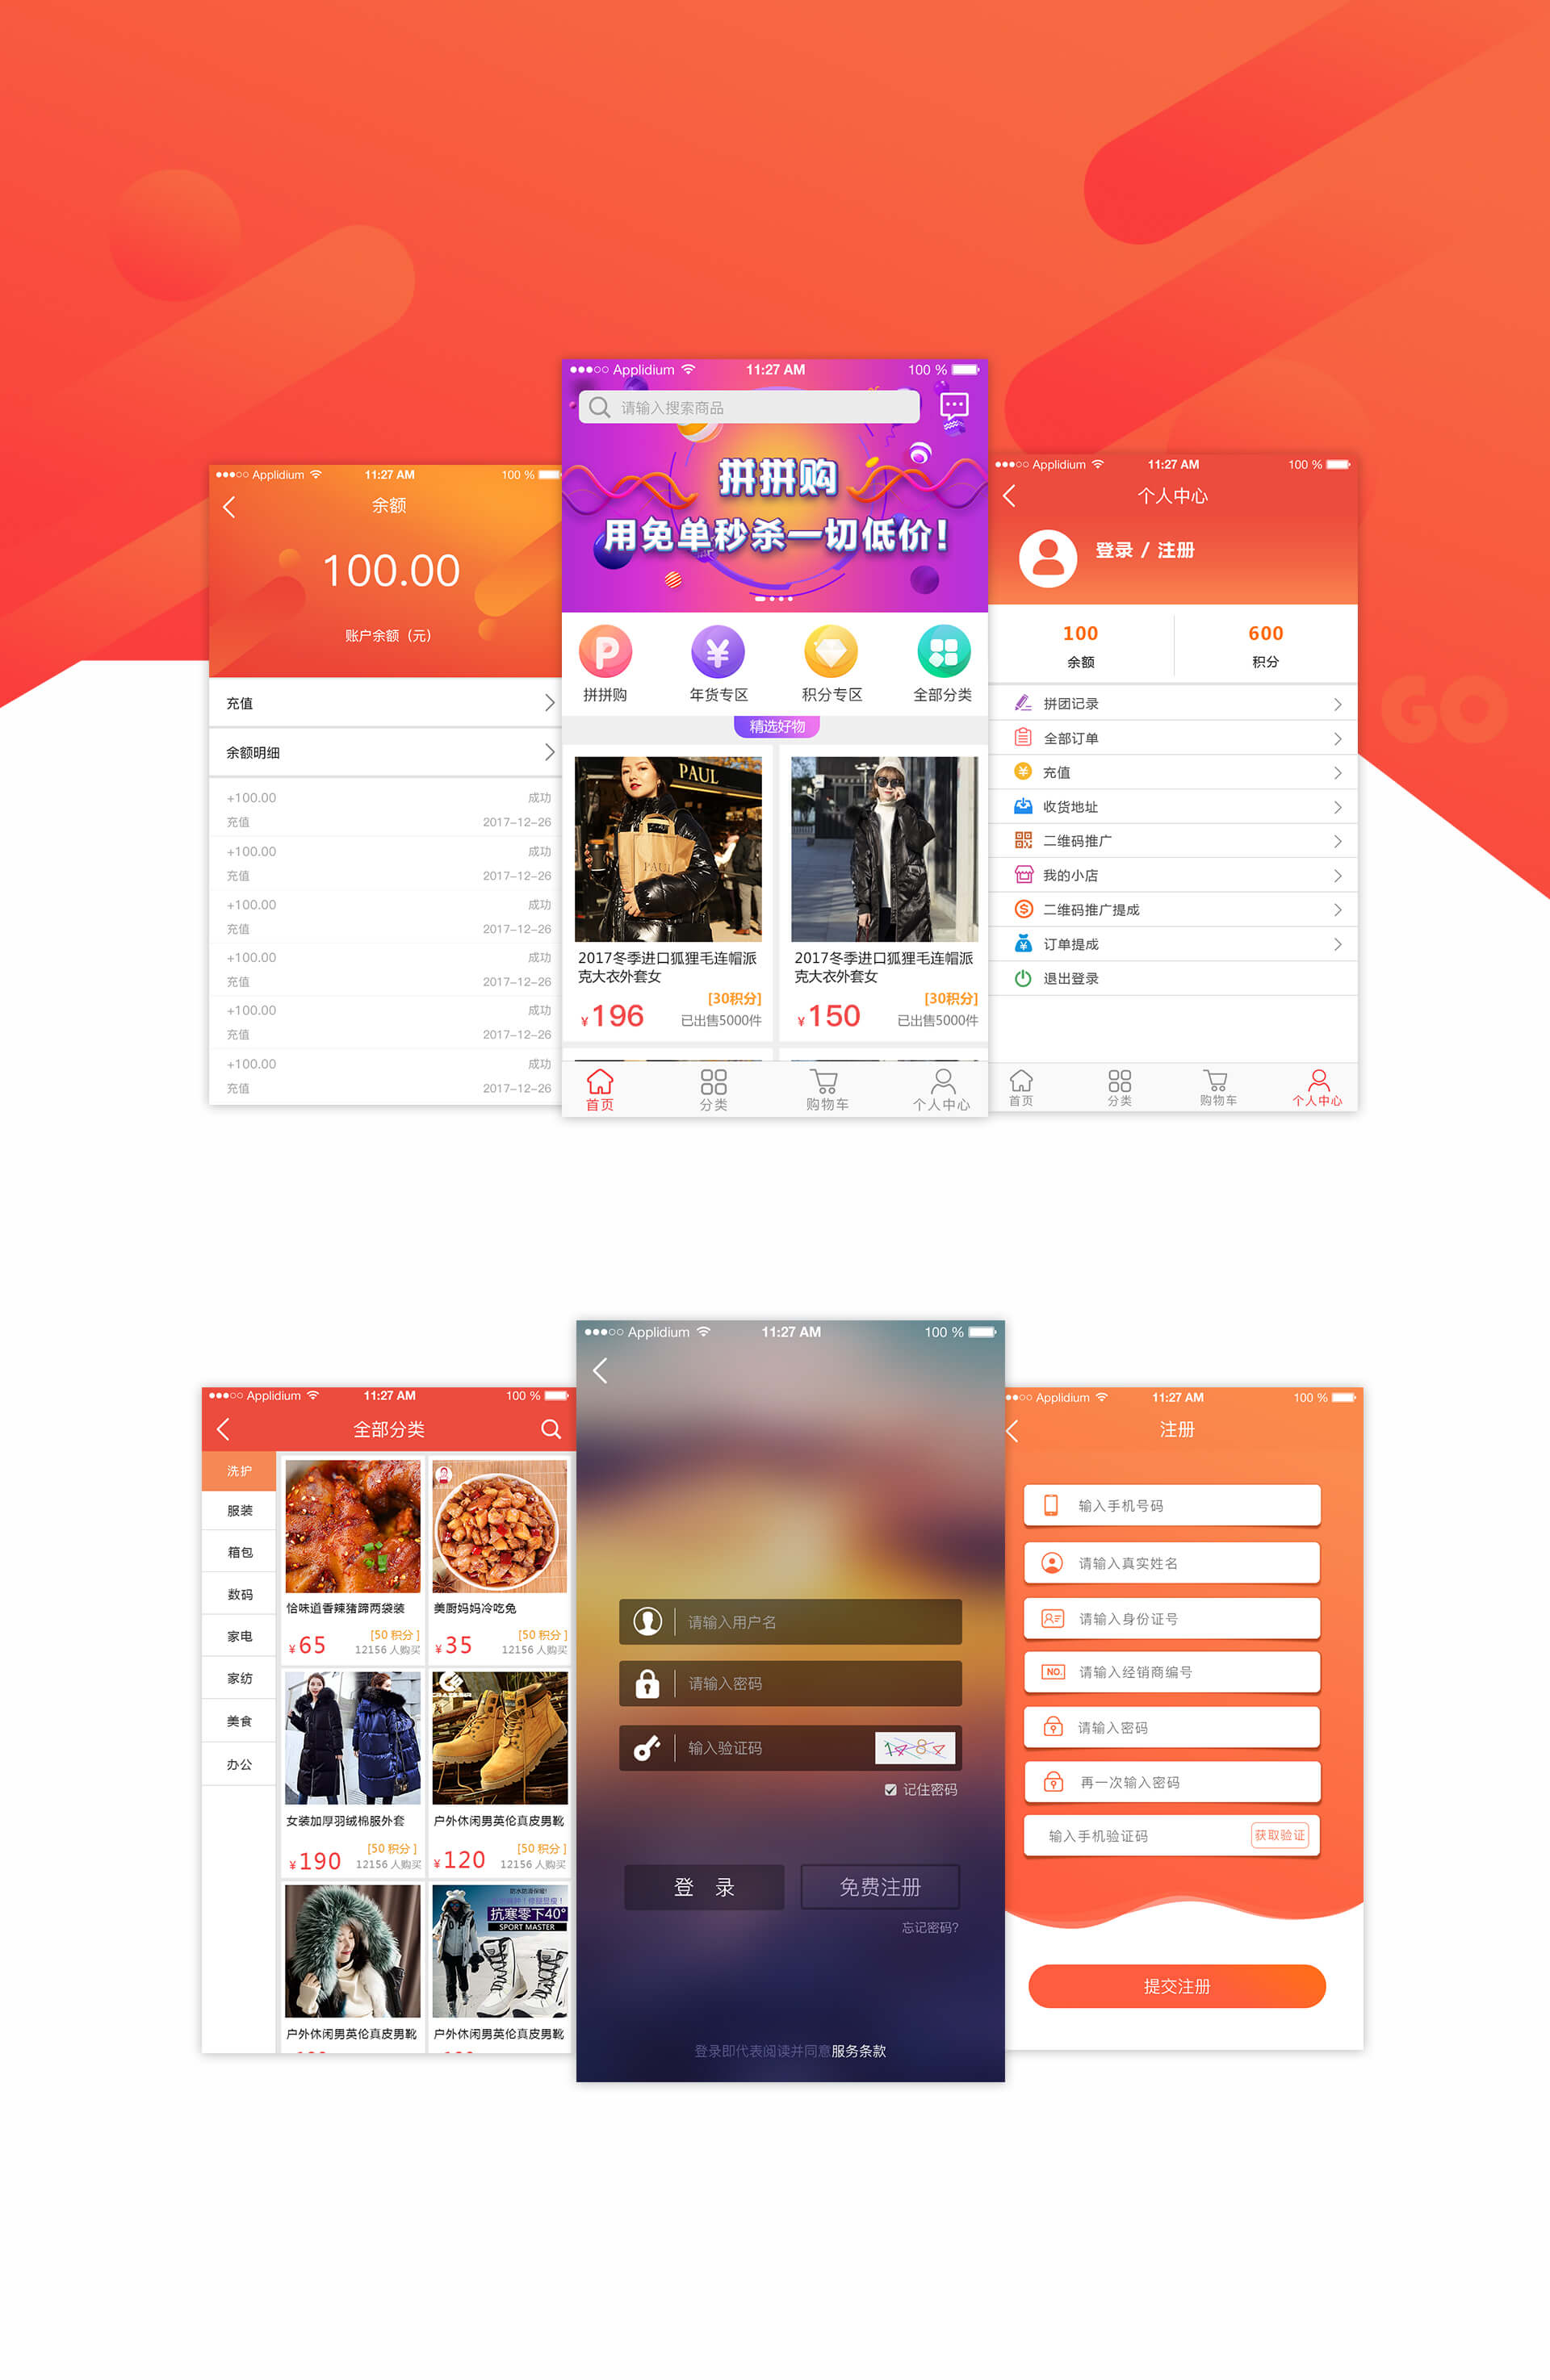 GO
●●●○○ Applidium 11:27 AM 100 %
余额
100.00
账户余额（元）
充值
余额明细
+100.00 成功
充值 2017-12-26
+100.00 成功
充值 2017-12-26
+100.00 成功
充值 2017-12-26
+100.00 成功
充值 2017-12-26
+100.00 成功
充值 2017-12-26
+100.00 成功
充值 2017-12-26
●●●○○ Applidium 11:27 AM 100 %
请输入搜索商品
拼拼购
用免单秒杀一切低价!
P ¥
拼拼购 年货专区 积分专区 全部分类
精选好物
PAUL
PAUL
2017冬季进口狐狸毛连帽派
克大衣外套女
[30积分]
¥196 已出售5000件
2017冬季进口狐狸毛连帽派
克大衣外套女
[30积分]
¥150 已出售5000件
首页 分类 购物车 个人中心
●●●○○ Applidium 11:27 AM 100 %
个人中心
登录 / 注册
100 600
余额 积分
拼团记录
全部订单
充值
收货地址
二维码推广
我的小店
二维码推广提成
订单提成
退出登录
首页 分类 购物车 个人中心
●●●○○ Applidium 11:27 AM 100 %
全部分类
洗护
服装
箱包
数码
家电
家纺
美食
办公
恰味道香辣猪蹄两袋装
[50 积分 ]
¥65 12156 人购买
美厨妈妈冷吃兔
[50 积分 ]
¥35 12156 人购买
女装加厚羽绒棉服外套
[50 积分 ]
¥190 12156 人购买
户外休闲男英伦真皮男靴
[50 积分 ]
¥120 12156 人购买
抗寒零下40°
SPORT MASTER
户外休闲男英伦真皮男靴
户外休闲男英伦真皮男靴
●●●○○ Applidium 11:27 AM 100 %
请输入用户名
请输入密码
输入验证码
记住密码
登 录 免费注册
忘记密码?
登录即代表阅读并同意服务条款
●●○○ Applidium 11:27 AM 100 %
注册
输入手机号码
请输入真实姓名
请输入身份证号
NO. 请输入经销商编号
请输入密码
再一次输入密码
输入手机验证码 获取验证
提交注册